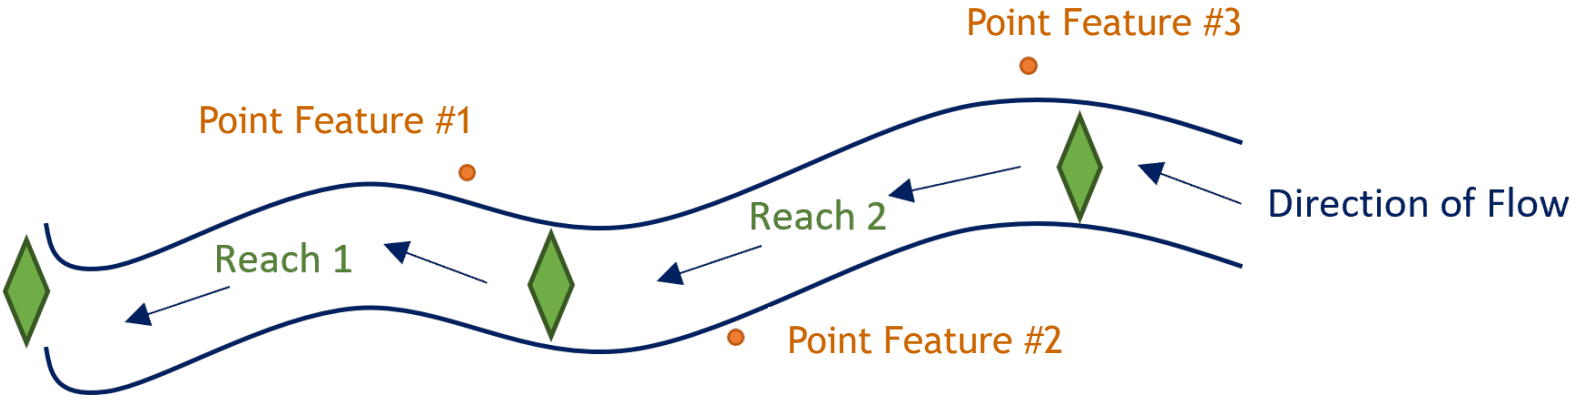 Point Feature #3
Point Feature #1
Reach 2
Direction of Flow
Reach 1
Point Feature #2